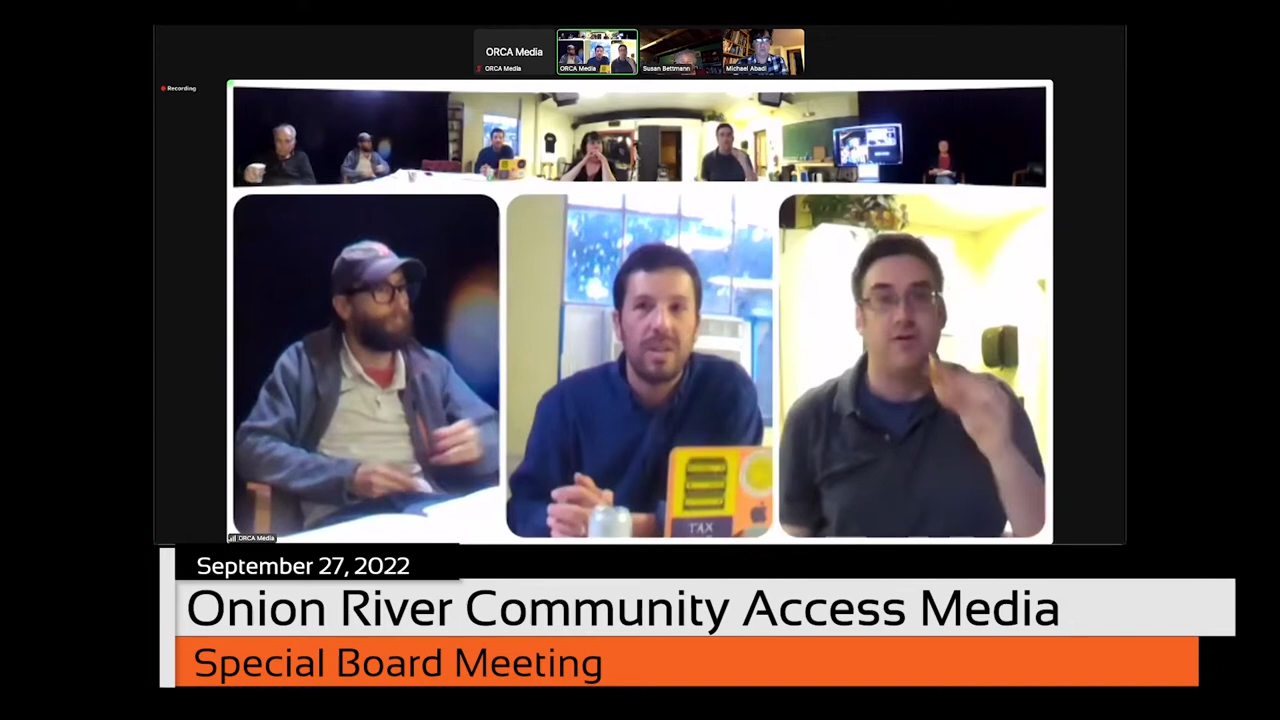 ORCA Media
ORCA Media
ORCA Media
Susan Bettmann
Michael Abadi
Recording
TAX
ORCA Media
September 27, 2022
Onion River Community Access Media
Special Board Meeting